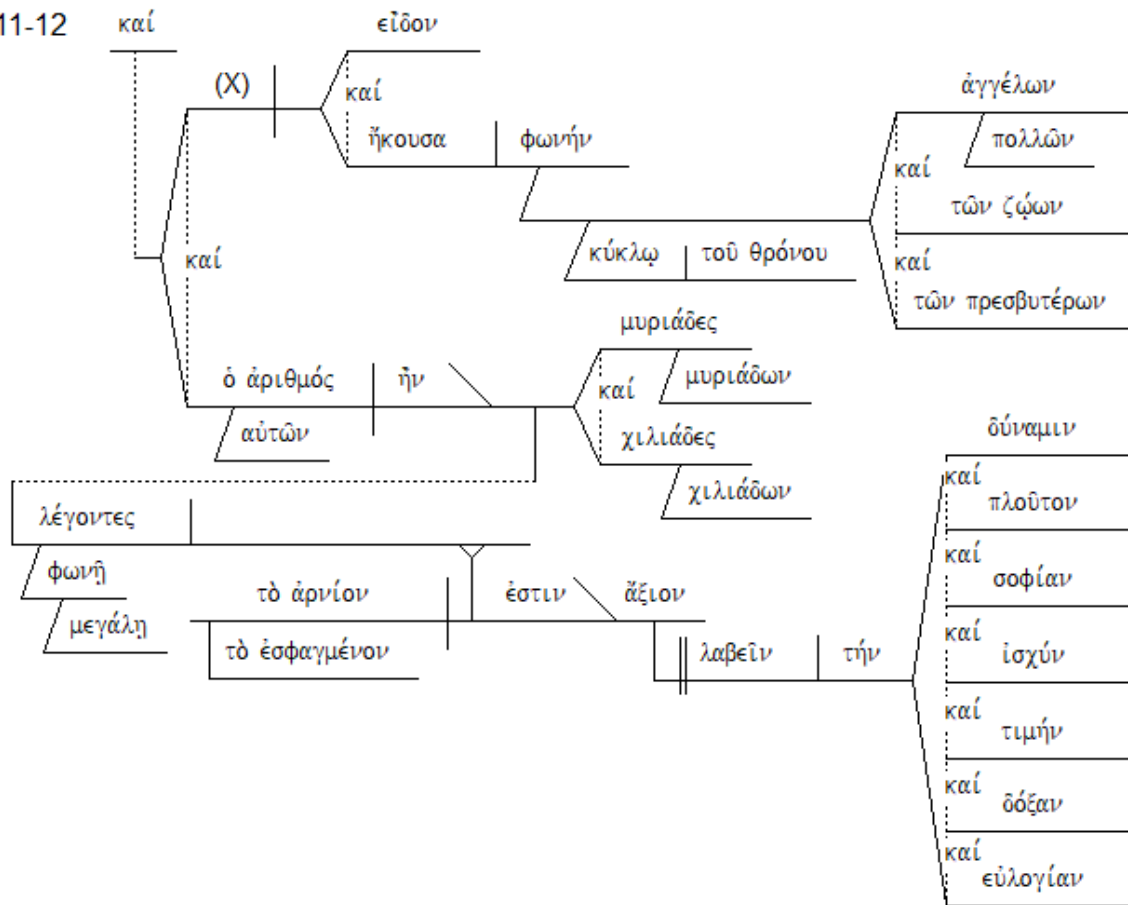 11-12
καί
εἶδον
(X)
καί
ἤκουσα
φωνήν
ἀγγέλων
πολλῶν
καί
τῶν ζῴων
καί
τῶν πρεσβυτέρων
κύκλῳ
τοῦ θρόνου
καί
μυριάδες
μυριάδων
καί
χιλιάδες
χιλιάδων
ὁ ἀριθμός
ἦν
αὐτῶν
λέγοντες
φωνῇ
μεγάλῃ
τὸ ἀρνίον
ἐστιν
ἄξιον
τὸ ἐσφαγμένον
λαβεῖν
τήν
δύναμιν
καί
πλοῦτον
καί
σοφίαν
καί
ἰσχύν
καί
τιμήν
καί
δόξαν
καί
εὐλογίαν